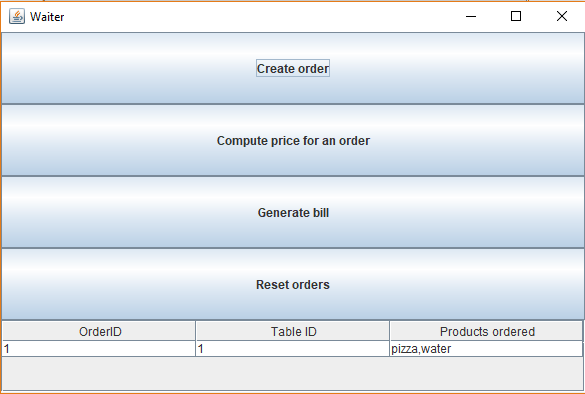 Waiter
Create order
Compute price for an order
Generate bill
Reset orders
OrderID Table ID Products ordered
1 1 pizza,water